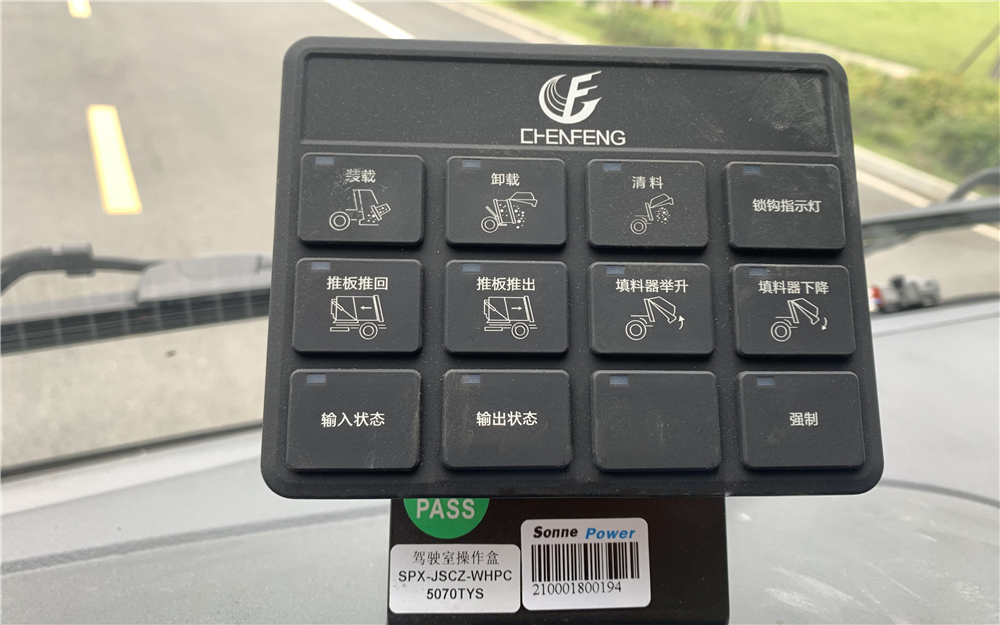 CHENFENG
装载
卸载
清料
锁钩指示灯
推板推回
推板推出
填料器举升
填料器下降
输入状态
输出状态
强制
PASS
驾驶室操作盒
SPX-JSCZ-WHPC
5070TYS
Sonne Power
210001800194